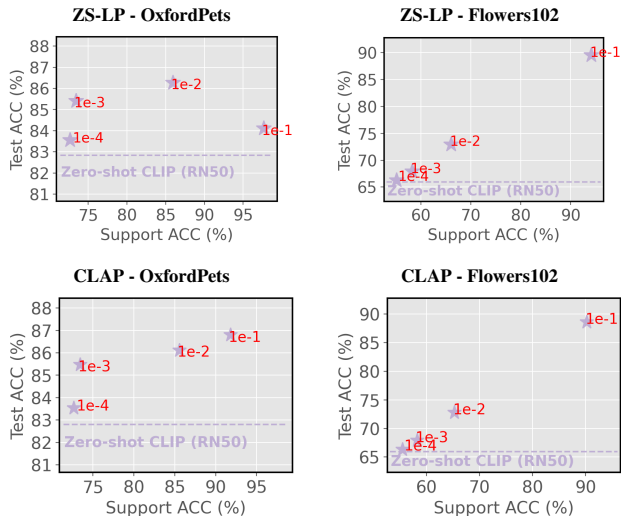 ZS-LP - OxfordPets
88
87
86
85
84
83
82
81
Test ACC (%)
1e-2
1e-3
1e-1
1e-4
Zero-shot CLIP (RN50)
75 80 85 90 95
Support ACC (%)
ZS-LP - Flowers102
90
85
80
75
70
65
Test ACC (%)
1e-1
1e-2
1e-3
1e-4
Zero-shot CLIP (RN50)
60 70 80 90
Support ACC (%)
CLAP - OxfordPets
88
87
86
85
84
83
82
81
Test ACC (%)
1e-1
1e-2
1e-3
1e-4
Zero-shot CLIP (RN50)
75 80 85 90 95
Support ACC (%)
CLAP - Flowers102
90
85
80
75
70
65
Test ACC (%)
1e-1
1e-2
1e-3
1e-4
Zero-shot CLIP (RN50)
60 70 80 90
Support ACC (%)